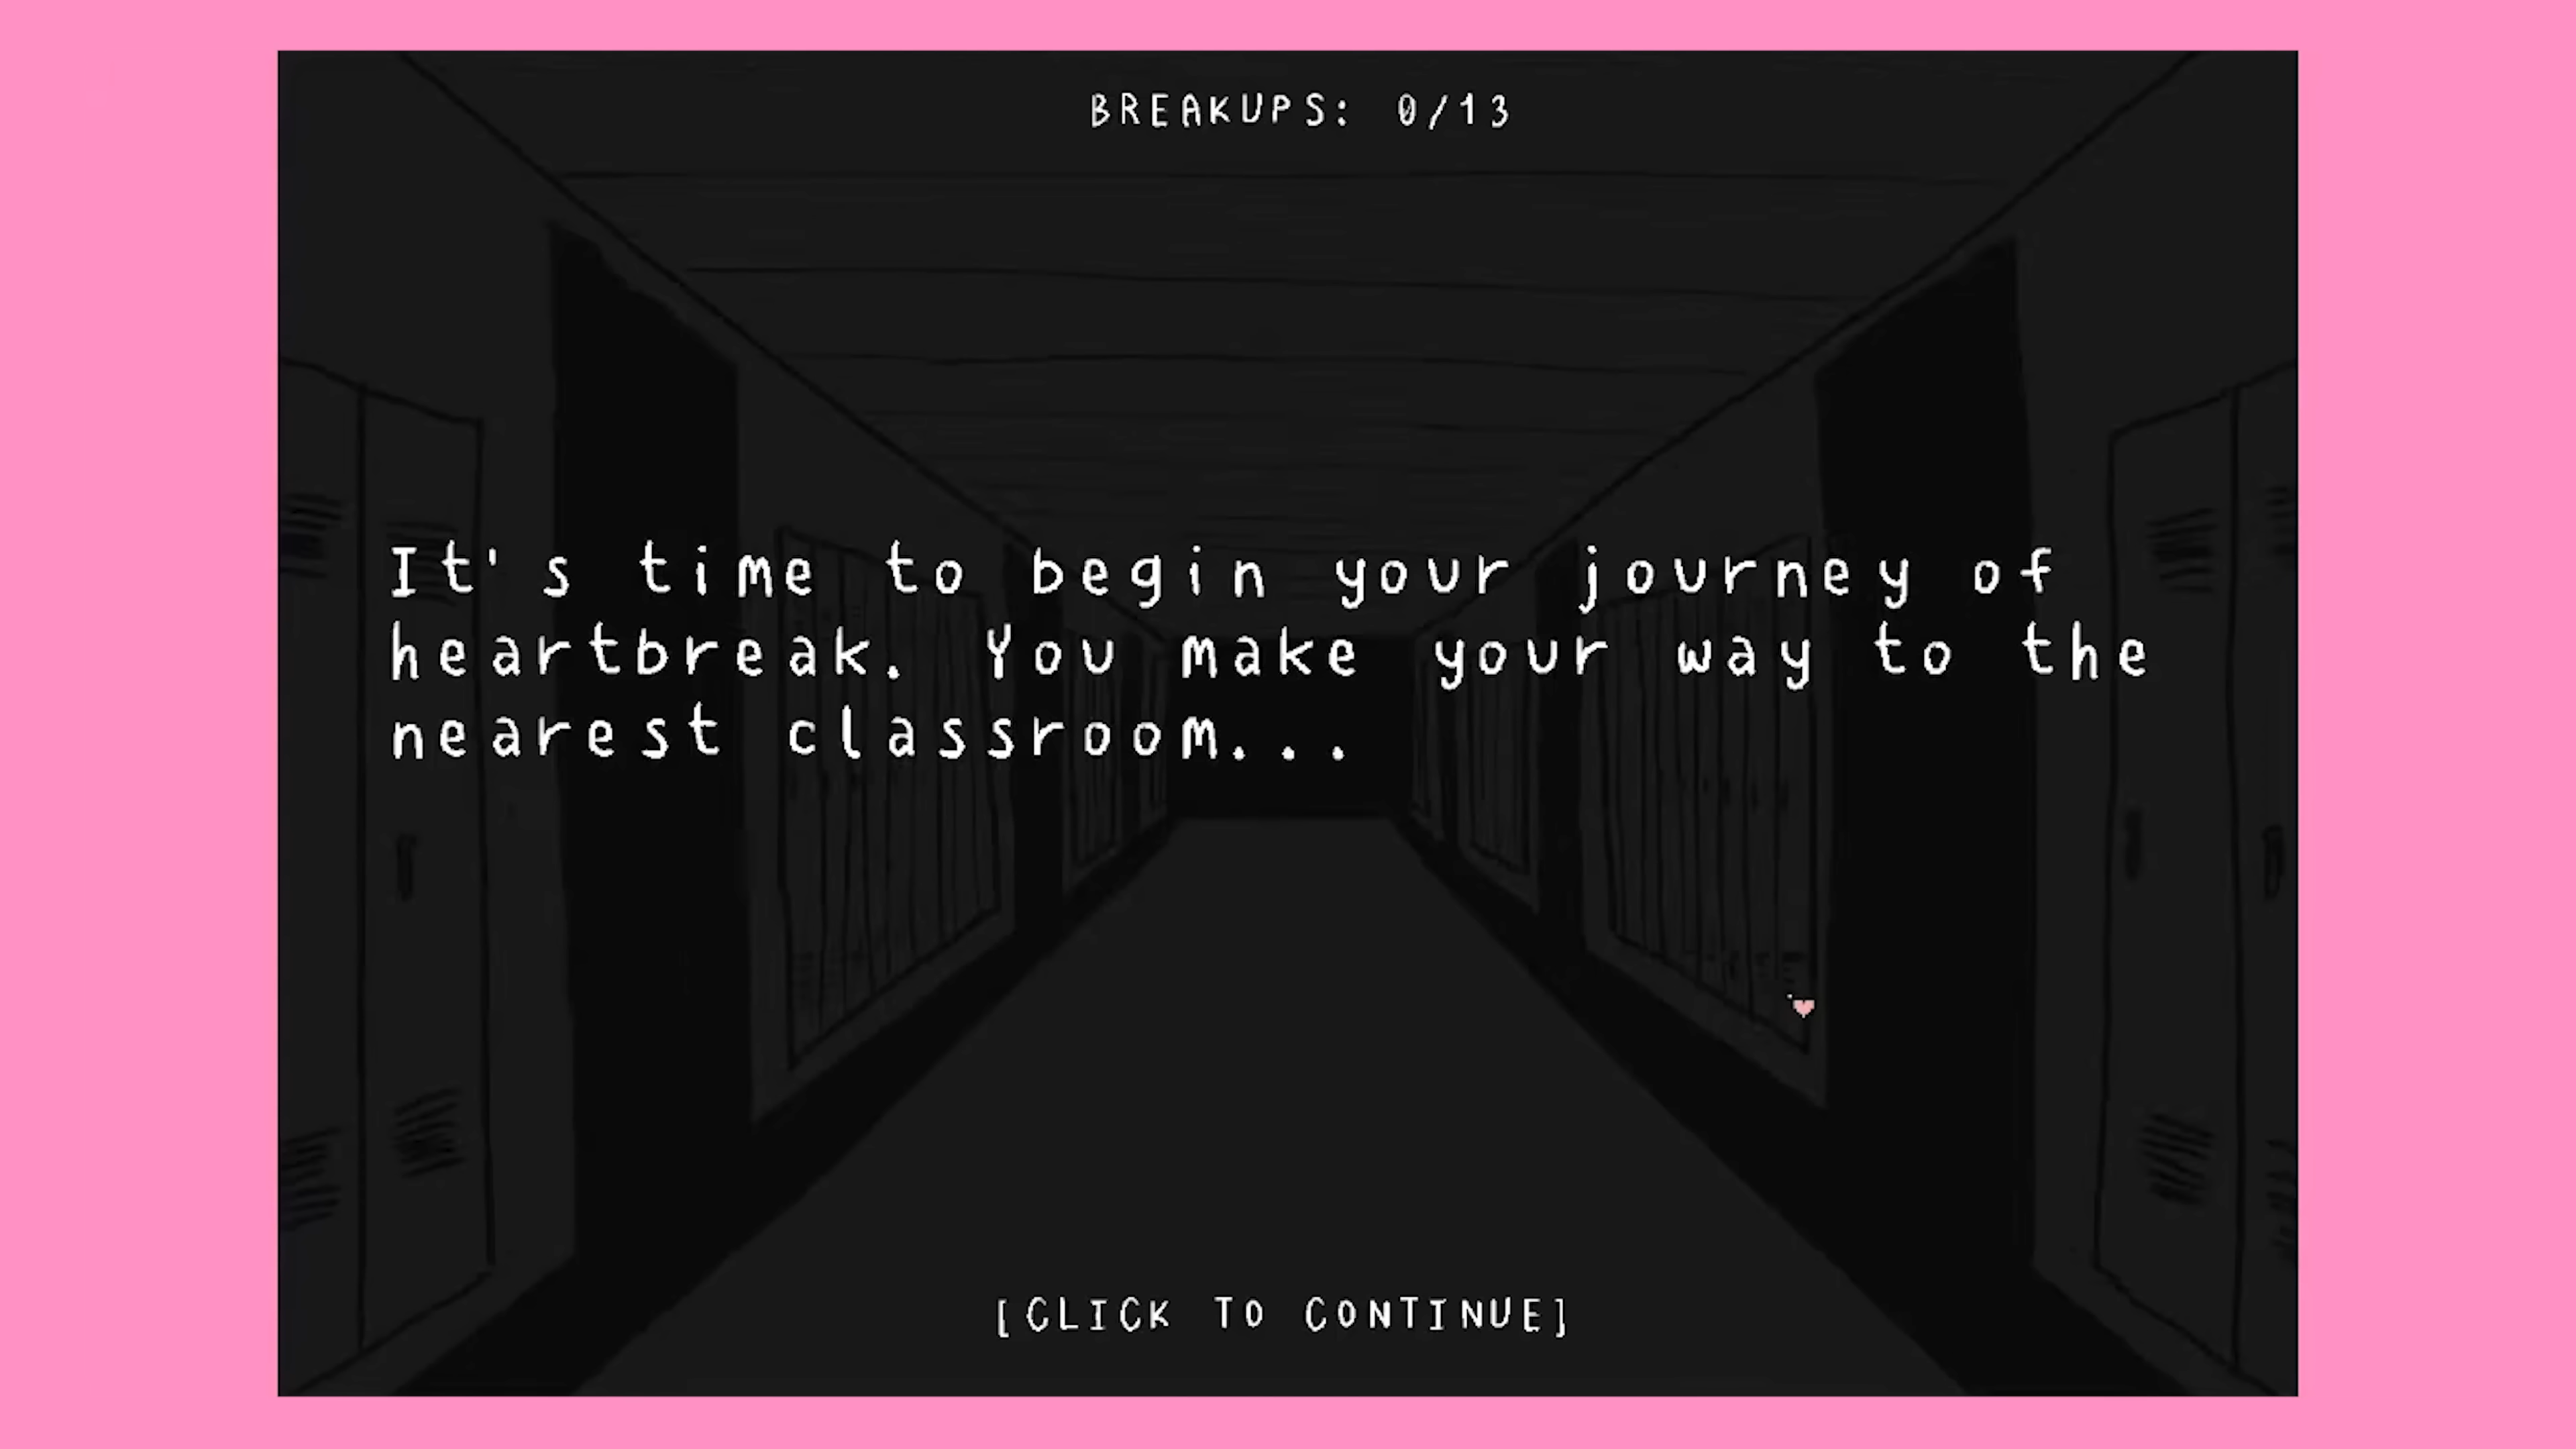 BREAKUPS: 0/13
It's time to begin your journey of
heartbreak. You make your way to the
nearest classroom...
[CLICK TO CONTINUE]